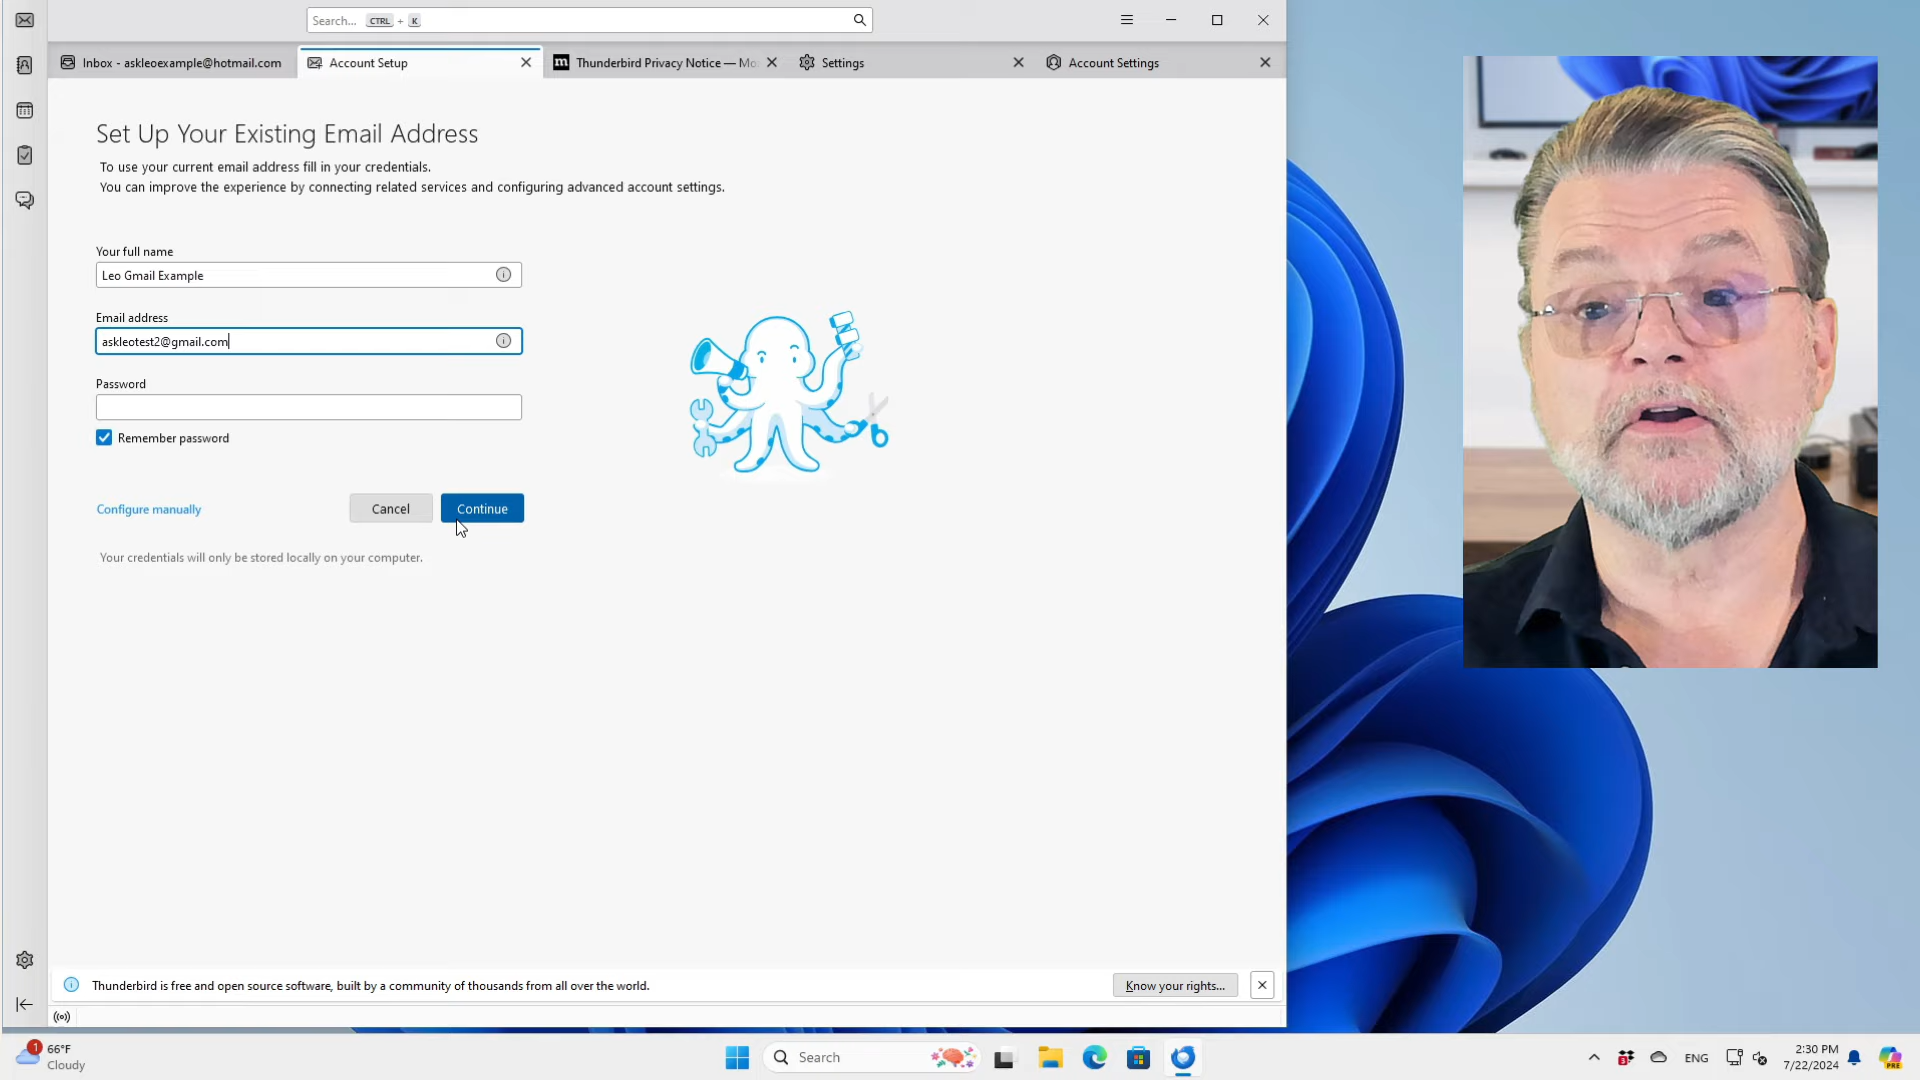 Search... CTRL + K
Inbox - askleoexample@hotmail.com
Account Setup
Thunderbird Privacy Notice — Mo
Settings
Account Settings
Set Up Your Existing Email Address
To use your current email address fill in your credentials.
You can improve the experience by connecting related services and configuring advanced account settings.
Your full name
Leo Gmail Example
Email address
askleotest2@gmail.com
Password
Remember password
Configure manually
Cancel
Continue
Your credentials will only be stored locally on your computer.
Thunderbird is free and open source software, built by a community of thousands from all over the world.
Know your rights...
1
66°F
Cloudy
Search
ENG
2:30 PM
7/22/2024
PRE